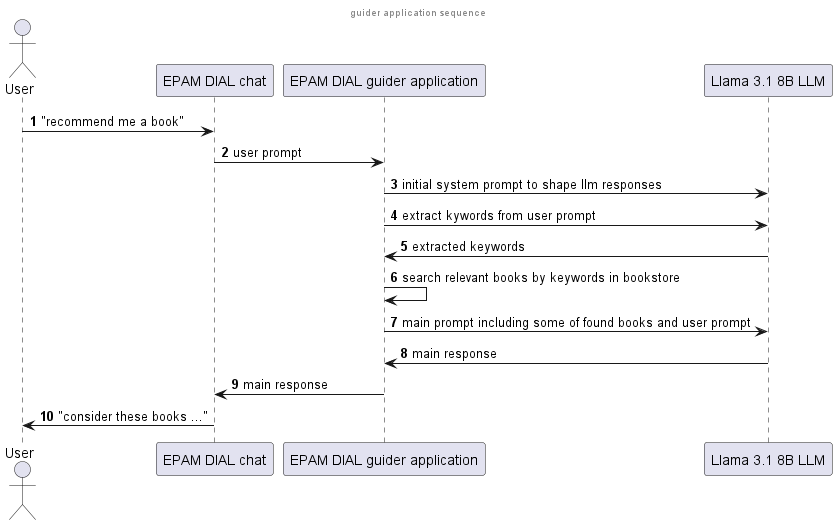 guider application sequence
User
EPAM DIAL chat
EPAM DIAL guider application
Llama 3.1 8B LLM
1 "recommend me a book"
2 user prompt
3 initial system prompt to shape llm responses
4 extract kywords from user prompt
5 extracted keywords
6 search relevant books by keywords in bookstore
7 main prompt including some of found books and user prompt
8 main response
9 main response
10 "consider these books ..."
User
EPAM DIAL chat
EPAM DIAL guider application
Llama 3.1 8B LLM